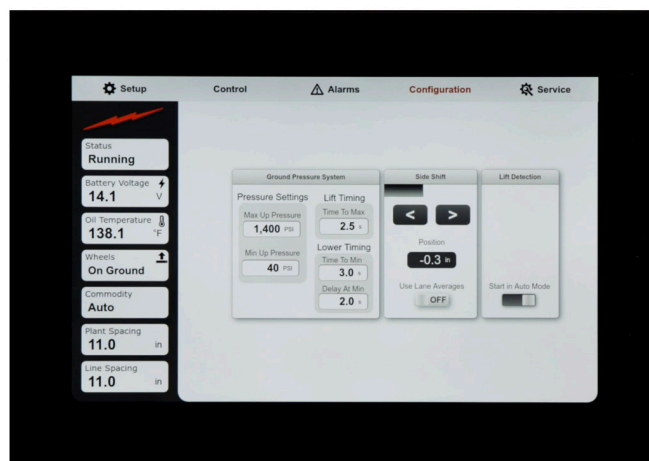 Setup
Control
Alarms
Configuration
Service
Status
Running
Battery Voltage
14.1 V
Oil Temperature
138.1 °F
Wheels
On Ground
Commodity
Auto
Plant Spacing
11.0 in
Line Spacing
11.0 in
Ground Pressure System
Pressure Settings
Max Up Pressure
1,400 PSI
Min Up Pressure
40 PSI
Lift Timing
Time To Max
2.5 s
Lower Timing
Time To Min
3.0 s
Delay At Min
2.0 s
Side Shift
< >
Position
-0.3 in
Use Lane Averages
OFF
Lift Detection
Start in Auto Mode